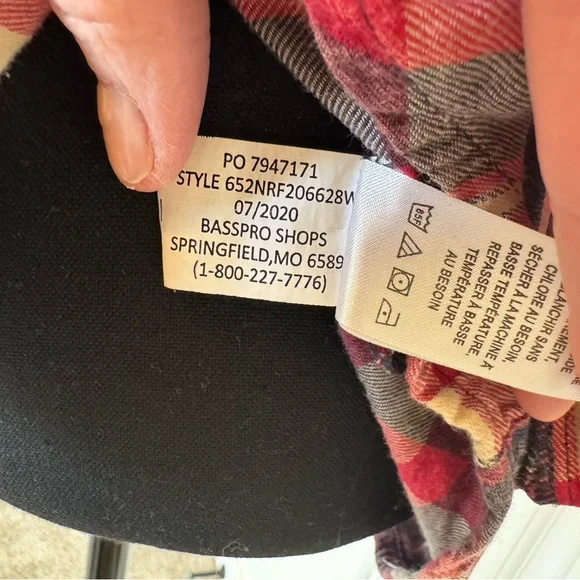 PO 7947171
STYLE 652NRF206628W
07/2020
BASSPRO SHOPS
SPRINGFIELD,MO 6589
(1-800-227-7776)
85F
BLANCHIR SANS
CHLORE AU BESOIN
SÉCHER À LA MACHINE À
BASSE TEMPÉRATURE
REPASSER À BASSE
TEMPÉRATURE
AU BESOIN